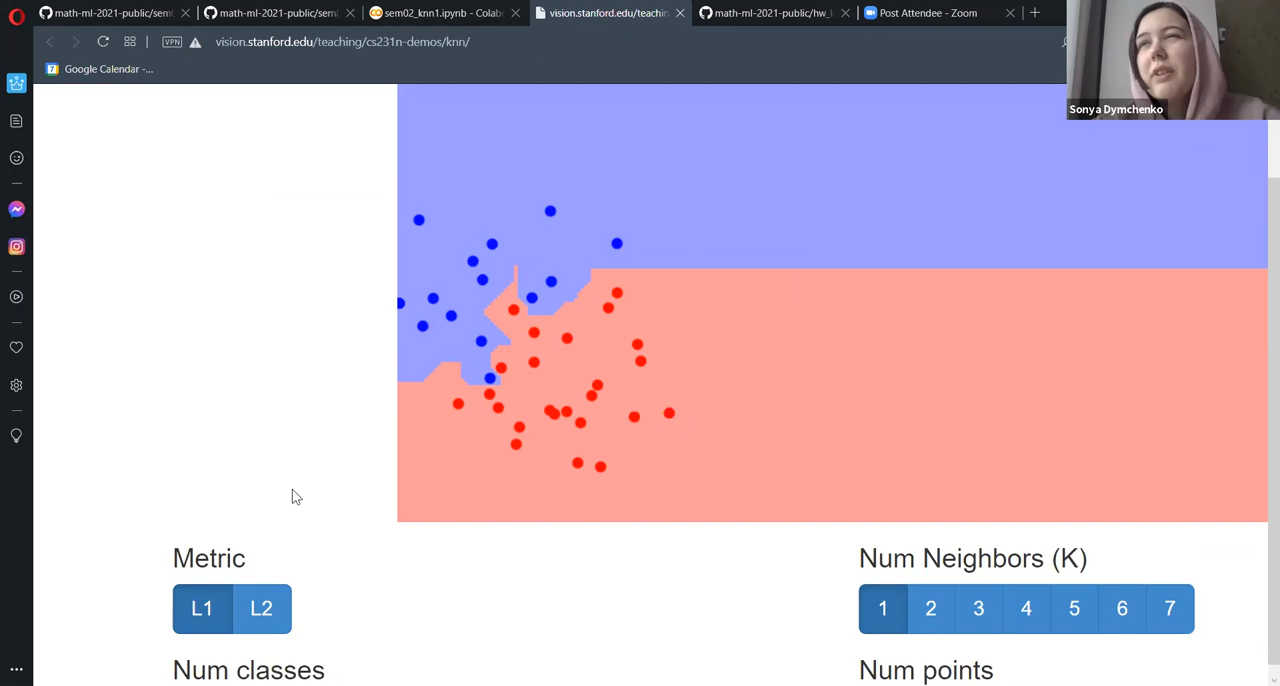 math-ml-2021-public/sem
math-ml-2021-public/sem
sem02_knn1.ipynb - Colab
vision.stanford.edu/teachin
math-ml-2021-public/hw_
Post Attendee - Zoom
VPN
vision.stanford.edu/teaching/cs231n-demos/knn/
7
Google Calendar -...
Sonya Dymchenko
Metric
Num Neighbors (K)
L1 L2
1 2 3 4 5 6 7
Num classes
Num points